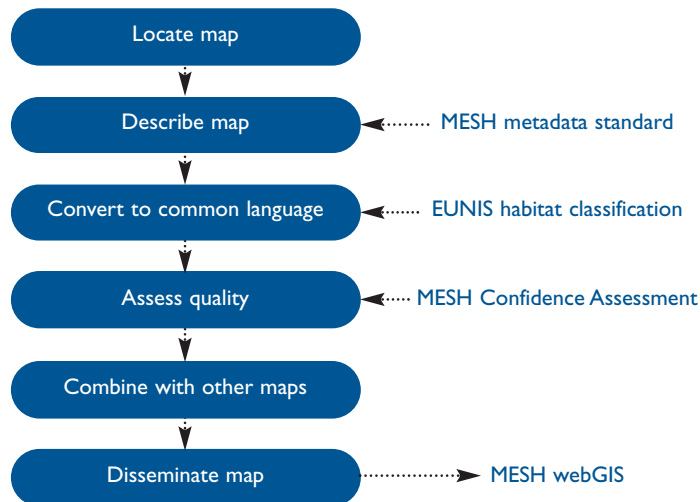 Locate map
Describe map
MESH metadata standard
Convert to common language
EUNIS habitat classification
Assess quality
MESH Confidence Assessment
Combine with other maps
Disseminate map
MESH webGIS